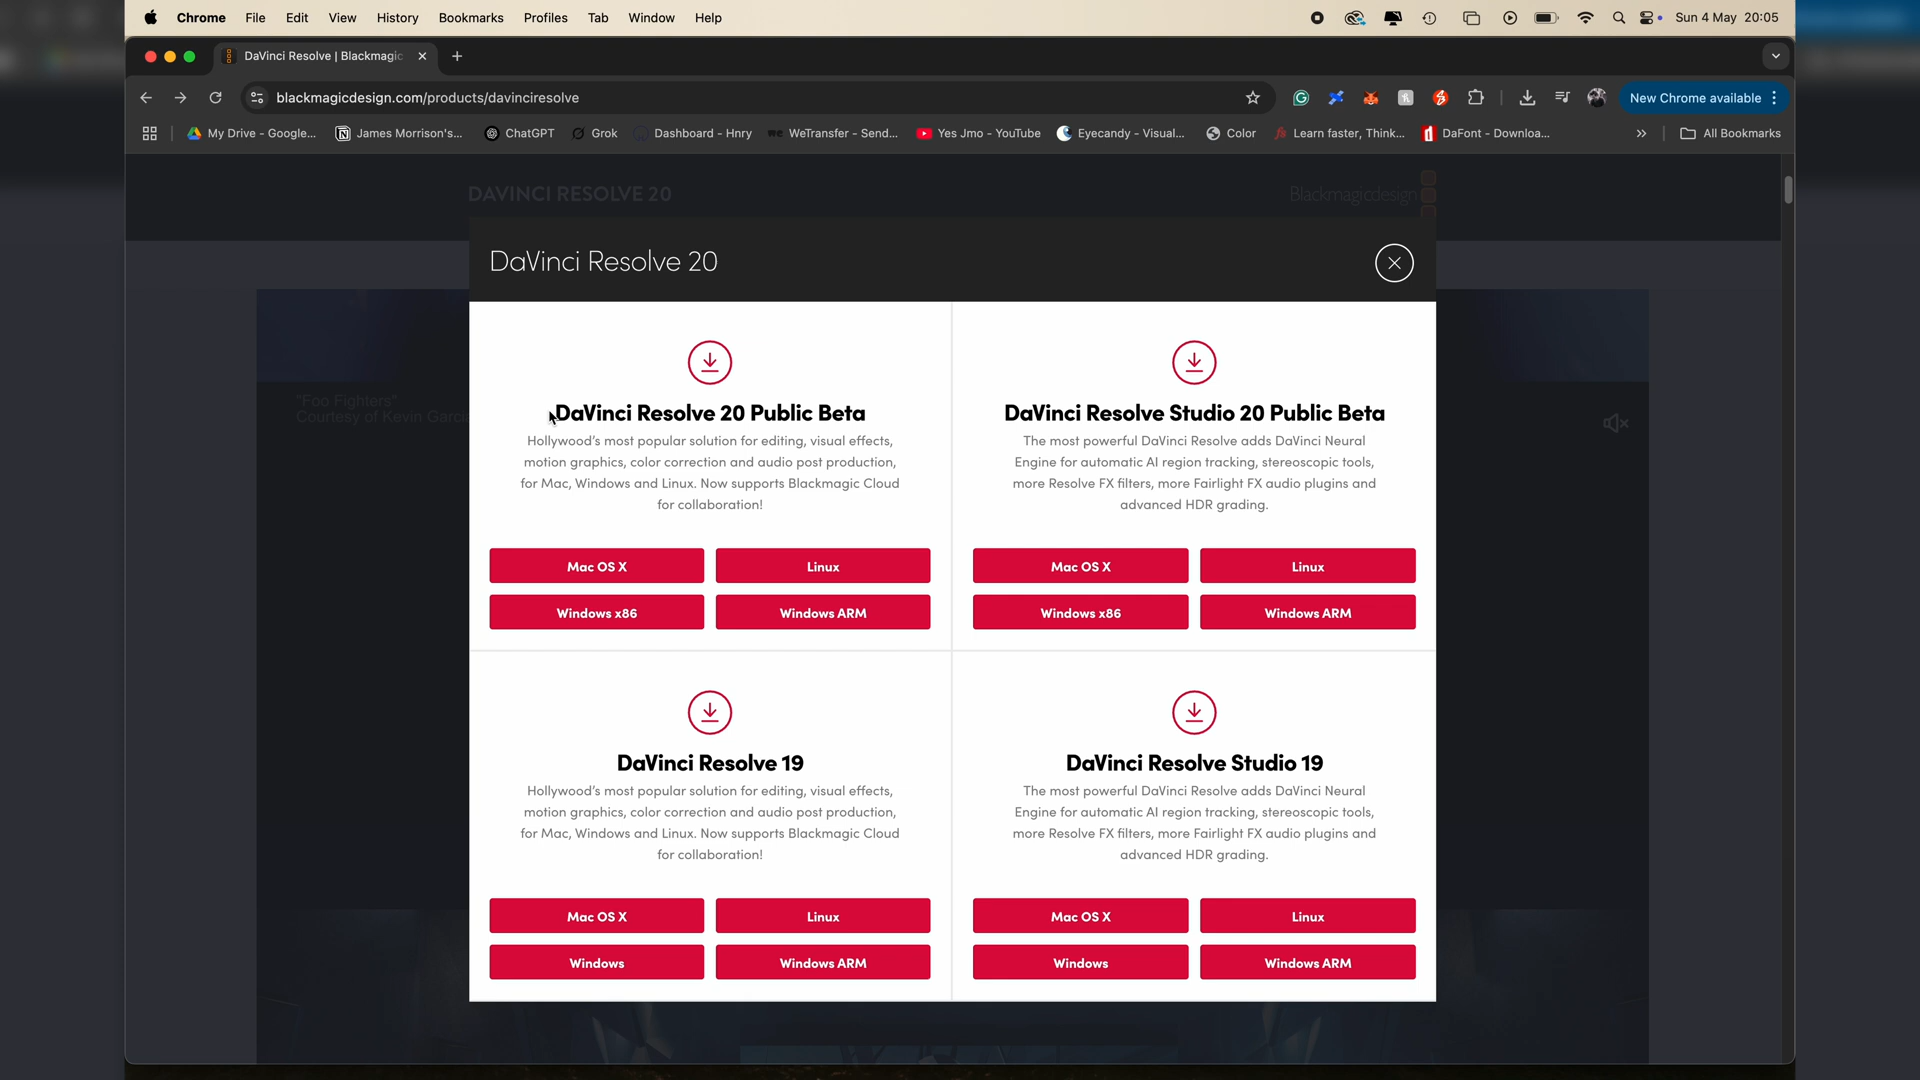 Chrome File Edit View History Bookmarks Profiles Tab Window Help Sun 4 May 20:05
DaVinci Resolve | Blackmagic
blackmagicdesign.com/products/davinciresolve New Chrome available
My Drive - Google... James Morrison's... ChatGPT Grok Dashboard - Hnry we WeTransfer - Send... Yes Jmo - YouTube Eyecandy - Visual... Color Learn faster, Think... DaFont - Downloa... » All Bookmarks
DAVINCI RESOLVE 20 Blackmagicdesign
DaVinci Resolve 20
"Foo Fighters"
Courtesy of Kevin Garci
DaVinci Resolve 20 Public Beta
Hollywood's most popular solution for editing, visual effects,
motion graphics, color correction and audio post production,
for Mac, Windows and Linux. Now supports Blackmagic Cloud
for collaboration!
Mac OS X Linux
Windows x86 Windows ARM
DaVinci Resolve Studio 20 Public Beta
The most powerful DaVinci Resolve adds DaVinci Neural
Engine for automatic AI region tracking, stereoscopic tools,
more Resolve FX filters, more Fairlight FX audio plugins and
advanced HDR grading.
Mac OS X Linux
Windows x86 Windows ARM
DaVinci Resolve 19
Hollywood's most popular solution for editing, visual effects,
motion graphics, color correction and audio post production,
for Mac, Windows and Linux. Now supports Blackmagic Cloud
for collaboration!
Mac OS X Linux
Windows Windows ARM
DaVinci Resolve Studio 19
The most powerful DaVinci Resolve adds DaVinci Neural
Engine for automatic AI region tracking, stereoscopic tools,
more Resolve FX filters, more Fairlight FX audio plugins and
advanced HDR grading.
Mac OS X Linux
Windows Windows ARM